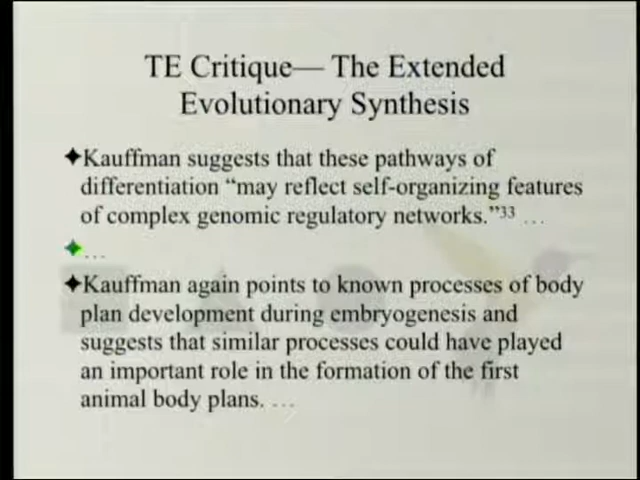 TE Critique— The Extended
Evolutionary Synthesis
✦Kauffman suggests that these pathways of
differentiation “may reflect self-organizing features
of complex genomic regulatory networks.”³³ …
✦…
✦Kauffman again points to known processes of body
plan development during embryogenesis and
suggests that similar processes could have played
an important role in the formation of the first
animal body plans. …